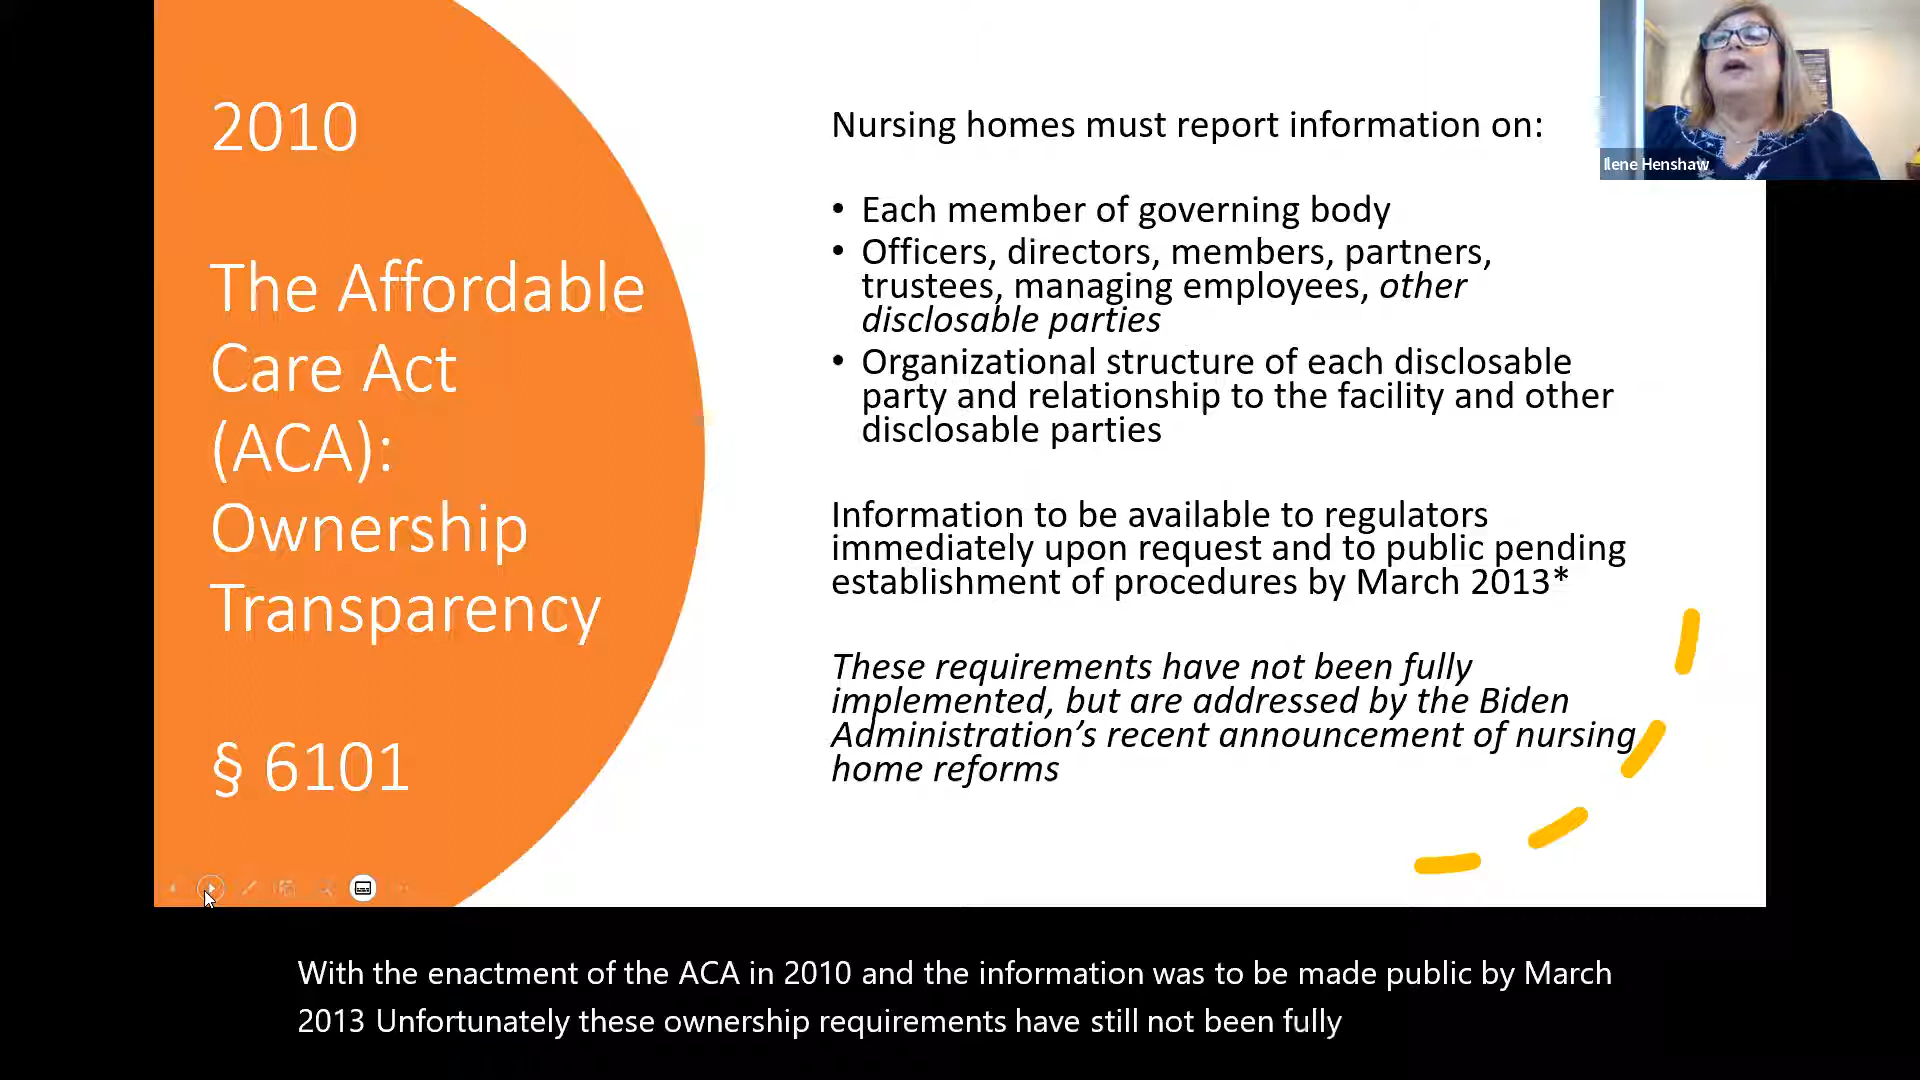 2010
The Affordable
Care Act
(ACA):
Ownership
Transparency
§ 6101
Nursing homes must report information on:
• Each member of governing body
• Officers, directors, members, partners,
trustees, managing employees, other
disclosable parties
• Organizational structure of each disclosable
party and relationship to the facility and other
disclosable parties
Information to be available to regulators
immediately upon request and to public pending
establishment of procedures by March 2013*
These requirements have not been fully
implemented, but are addressed by the Biden
Administration’s recent announcement of nursing
home reforms
Ilene Henshaw
With the enactment of the ACA in 2010 and the information was to be made public by March
2013 Unfortunately these ownership requirements have still not been fully